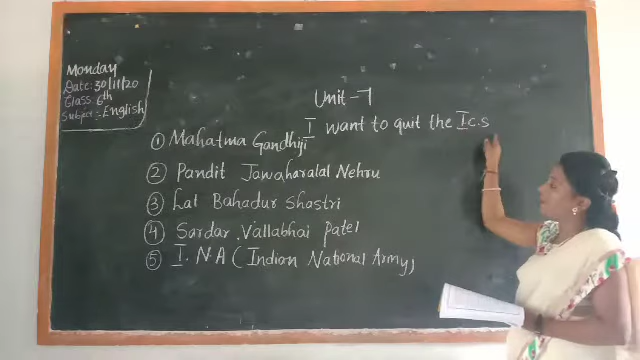 Monday
Date: 30/11/20
Class: 6th
Subject:- English
Unit-7
I want to quit the I.C.S
① Mahatma Gandhiji
② Pandit Jawaharalal Nehru
③ Lal Bahadur Shastri
④ Sardar Vallabhai Patel
⑤ I.N.A (Indian National Army)